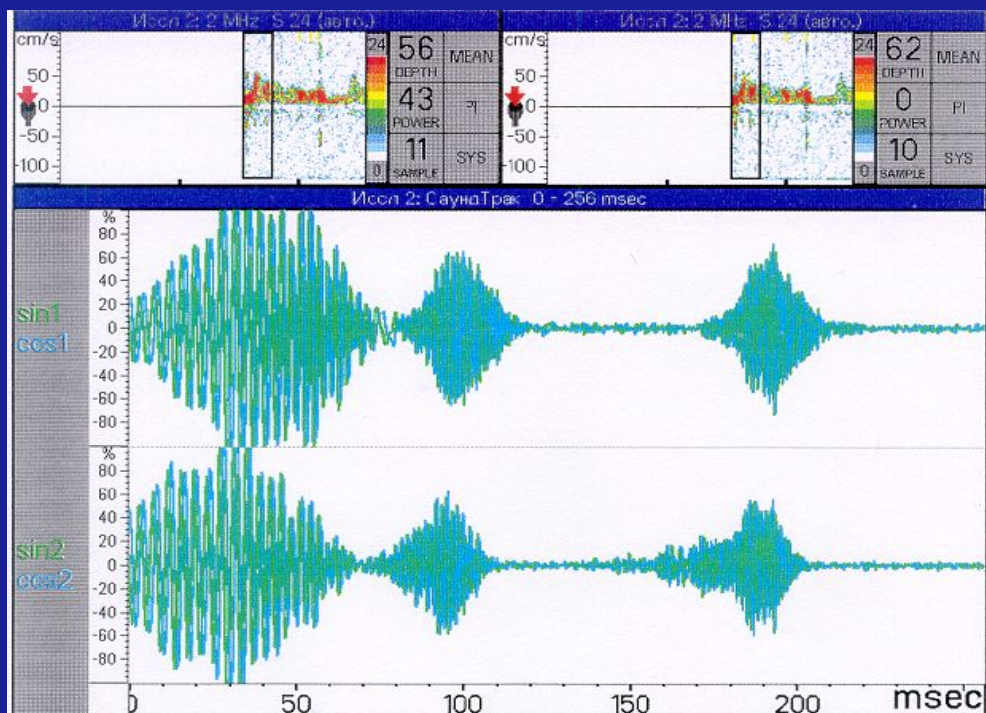 Иссл 2: 2 MHz S 24 (авто.)
cm/s
50
0
-50
-100
24
0
56
DEPTH
43
POWER
11
SAMPLE
MEAN
PI
SYS
Иссл 2: 2 MHz S 24 (авто.)
cm/s
50
0
-50
-100
24
0
62
DEPTH
0
POWER
10
SAMPLE
MEAN
PI
SYS
Иссл 2: СаундТрак 0 - 256 msec
%
80
60
40
20
0
-20
-40
-60
-80
sin1
cos1
%
80
60
40
20
0
-20
-40
-60
-80
sin2
cos2
0 50 100 150 200 msec